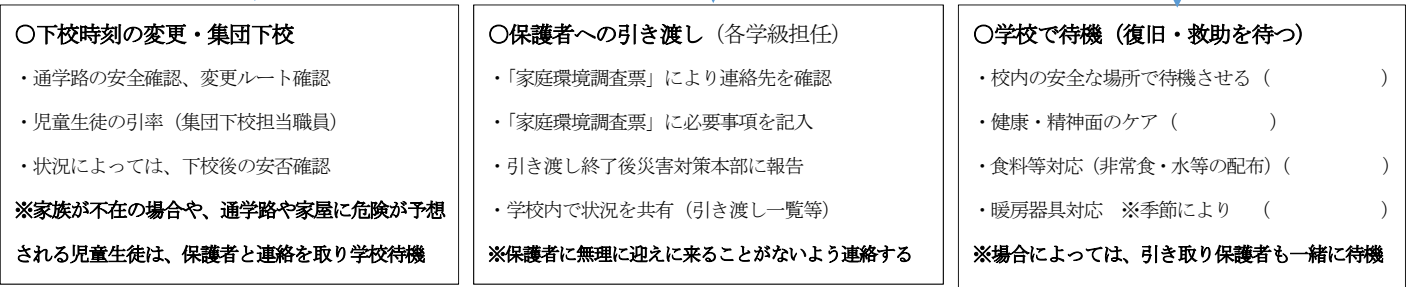 〇下校時刻の変更・集団下校
・通学路の安全確認、変更ルート確認
・児童生徒の引率（集団下校担当職員）
・状況によっては、下校後の安否確認
※家族が不在の場合や、通学路や家屋に危険が予想
される児童生徒は、保護者と連絡を取り学校待機
〇保護者への引き渡し（各学級担任）
・「家庭環境調査票」により連絡先を確認
・「家庭環境調査票」に必要事項を記入
・引き渡し終了後災害対策本部に報告
・学校内で状況を共有（引き渡し一覧等）
※保護者に無理に迎えに来ることがないよう連絡する
〇学校で待機（復旧・救助を待つ）
・校内の安全な場所で待機させる（　　　　　　）
・健康・精神面のケア（　　　　　）
・食料等対応（非常食・水等の配布）（　　　　　）
・暖房器具対応　※季節により　（　　　　　　）
※場合によっては、引き取り保護者も一緒に待機